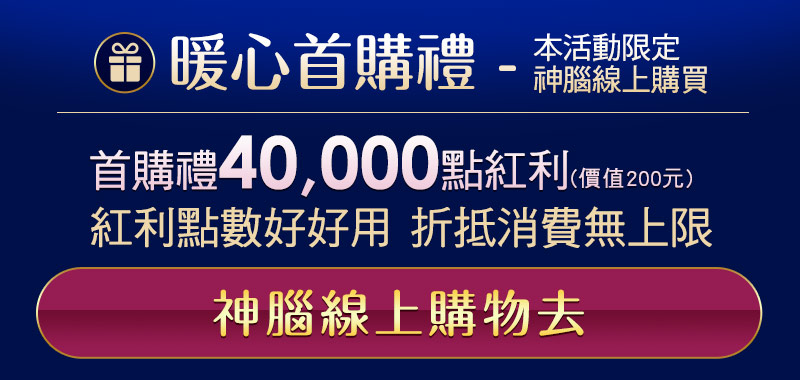 暖心首購禮 - 本活動限定
神腦線上購買
首購禮40,000點紅利(價值200元)
紅利點數好好用 折抵消費無上限
神腦線上購物去